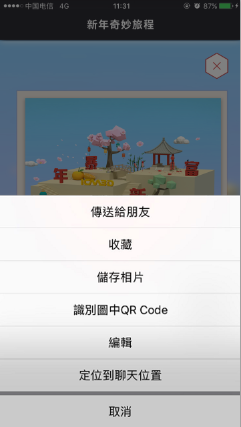 中国电信 4G 11:31 87%
新年奇妙旅程
年
傳送給朋友
收藏
儲存相片
識別圖中QR Code
編輯
定位到聊天位置
取消